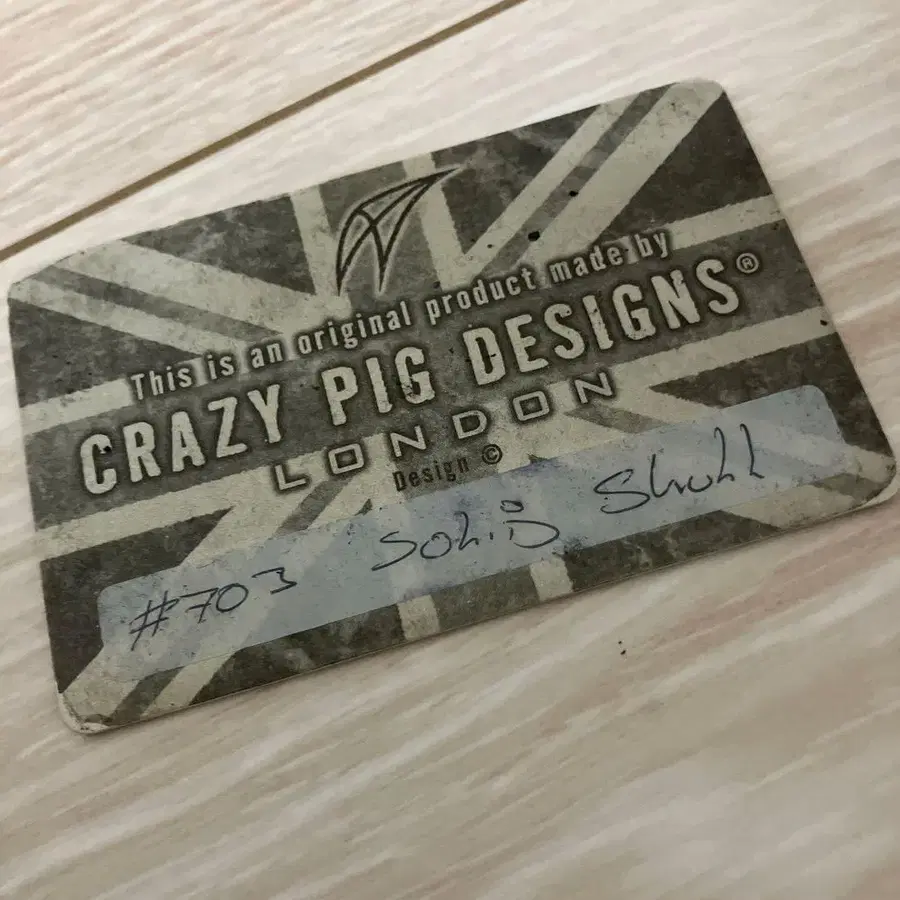 This is an original product made by
CRAZY PIG DESIGNS®
LONDON
Design ©
#703 Solid Skull